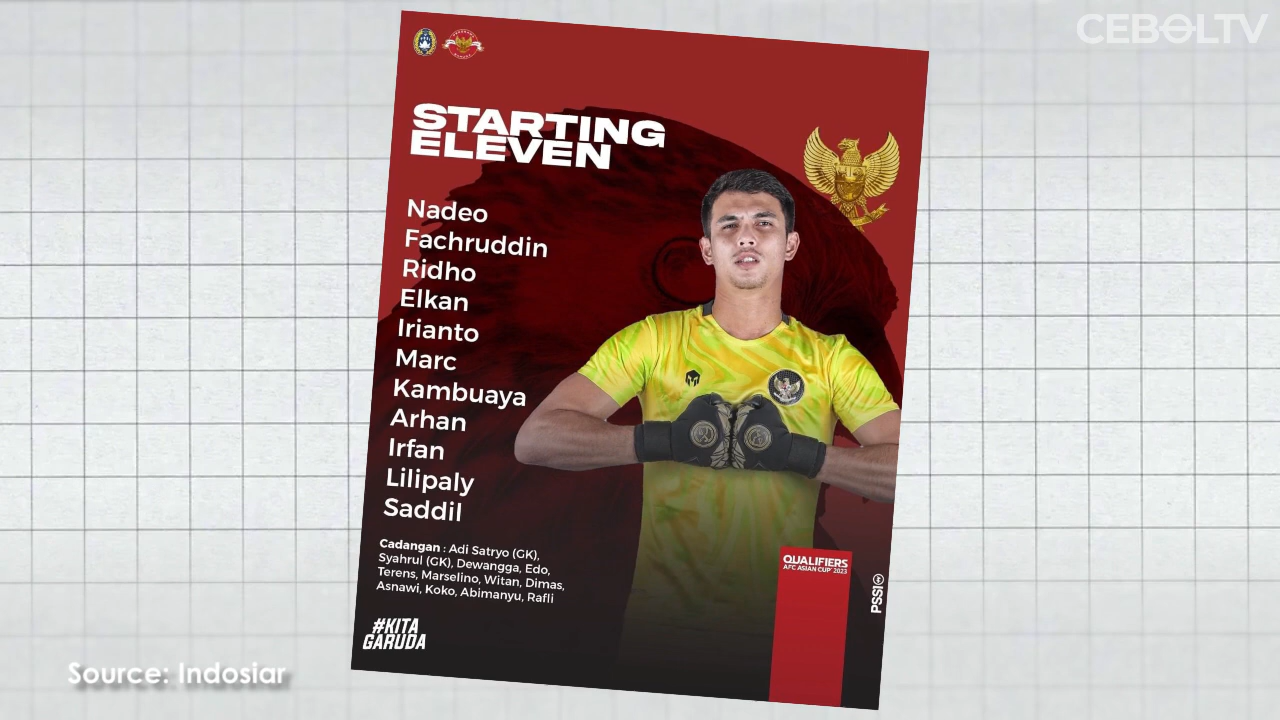 CEBOLTV
STARTING
ELEVEN
Nadeo
Fachruddin
Ridho
Elkan
Irianto
Marc
Kambuaya
Arhan
Irfan
Lilipaly
Saddil
Cadangan : Adi Satryo (GK),
Syahrul (GK), Dewangga, Edo,
Terens, Marselino, Witan, Dimas,
Asnawi, Koko, Abimanyu, Rafli
#KITA
GARUDA
QUALIFIERS
AFC ASIAN CUP 2023
PSSI
Source: Indosiar